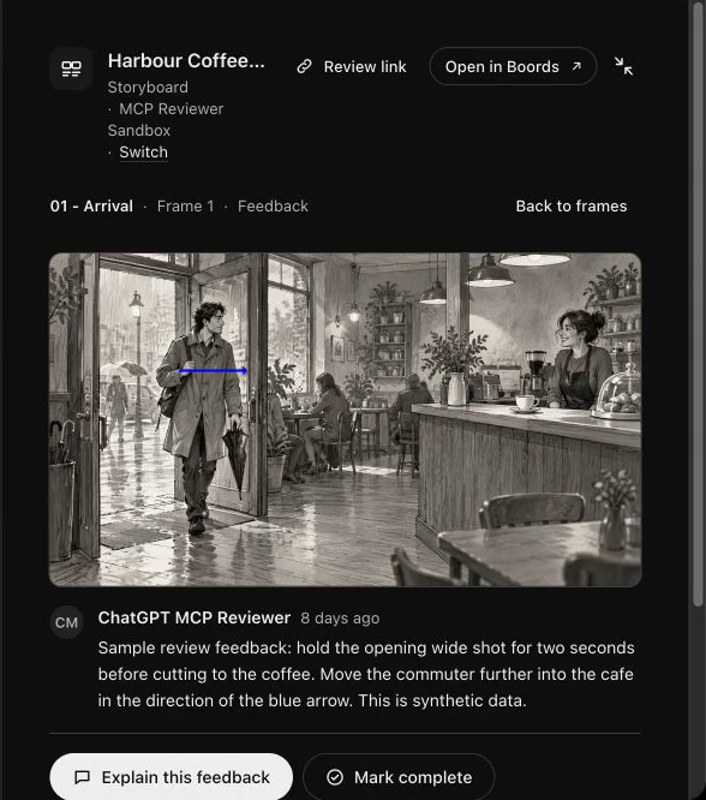 Harbour Coffee...
Review link
Open in Boords
Storyboard
· MCP Reviewer
Sandbox
· Switch
01 - Arrival · Frame 1 · Feedback
Back to frames
CM
ChatGPT MCP Reviewer 8 days ago
Sample review feedback: hold the opening wide shot for two seconds
before cutting to the coffee. Move the commuter further into the cafe
in the direction of the blue arrow. This is synthetic data.
Explain this feedback
Mark complete